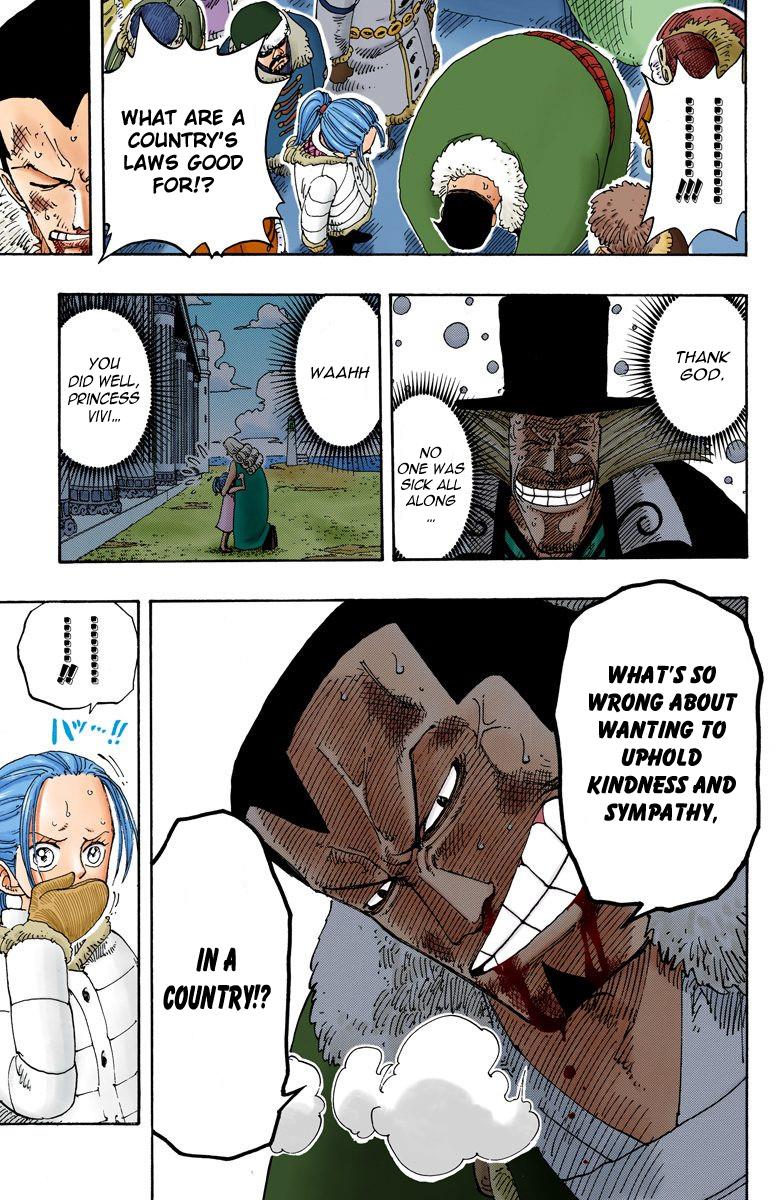 !!!
WHAT ARE A
COUNTRY'S
LAWS GOOD
FOR!?
THANK
GOD,
NO
ONE WAS
SICK ALL
ALONG
...
WAAHH
YOU
DID WELL,
PRINCESS
VIVI...
WHAT'S SO
WRONG ABOUT
WANTING TO
UPHOLD
KINDNESS AND
SYMPATHY,
IN A
COUNTRY!?
!!
バッ…!!